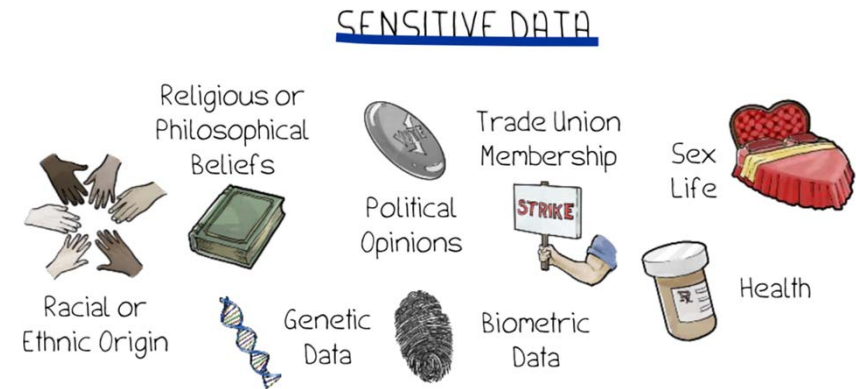 SENSITIVE DATA
Religious or
Philosophical
Beliefs
VOTE
Trade Union
Membership
STRIKE
Sex
Life
Political
Opinions
Racial or
Ethnic Origin
Genetic
Data
Biometric
Data
Health